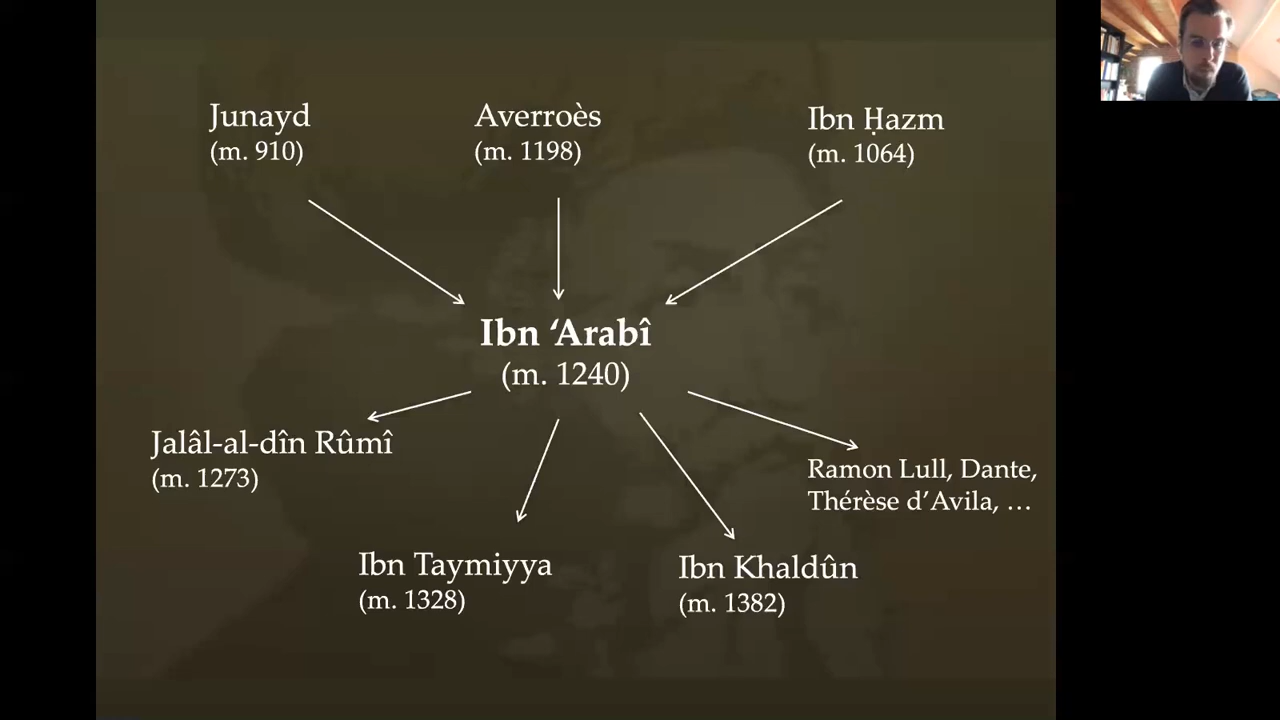 Junayd
(m. 910)
Averroès
(m. 1198)
Ibn Ḥazm
(m. 1064)
Ibn ‘Arabî
(m. 1240)
Jalâl-al-dîn Rûmî
(m. 1273)
Ramon Lull, Dante,
Thérèse d’Avila, …
Ibn Taymiyya
(m. 1328)
Ibn Khaldûn
(m. 1382)